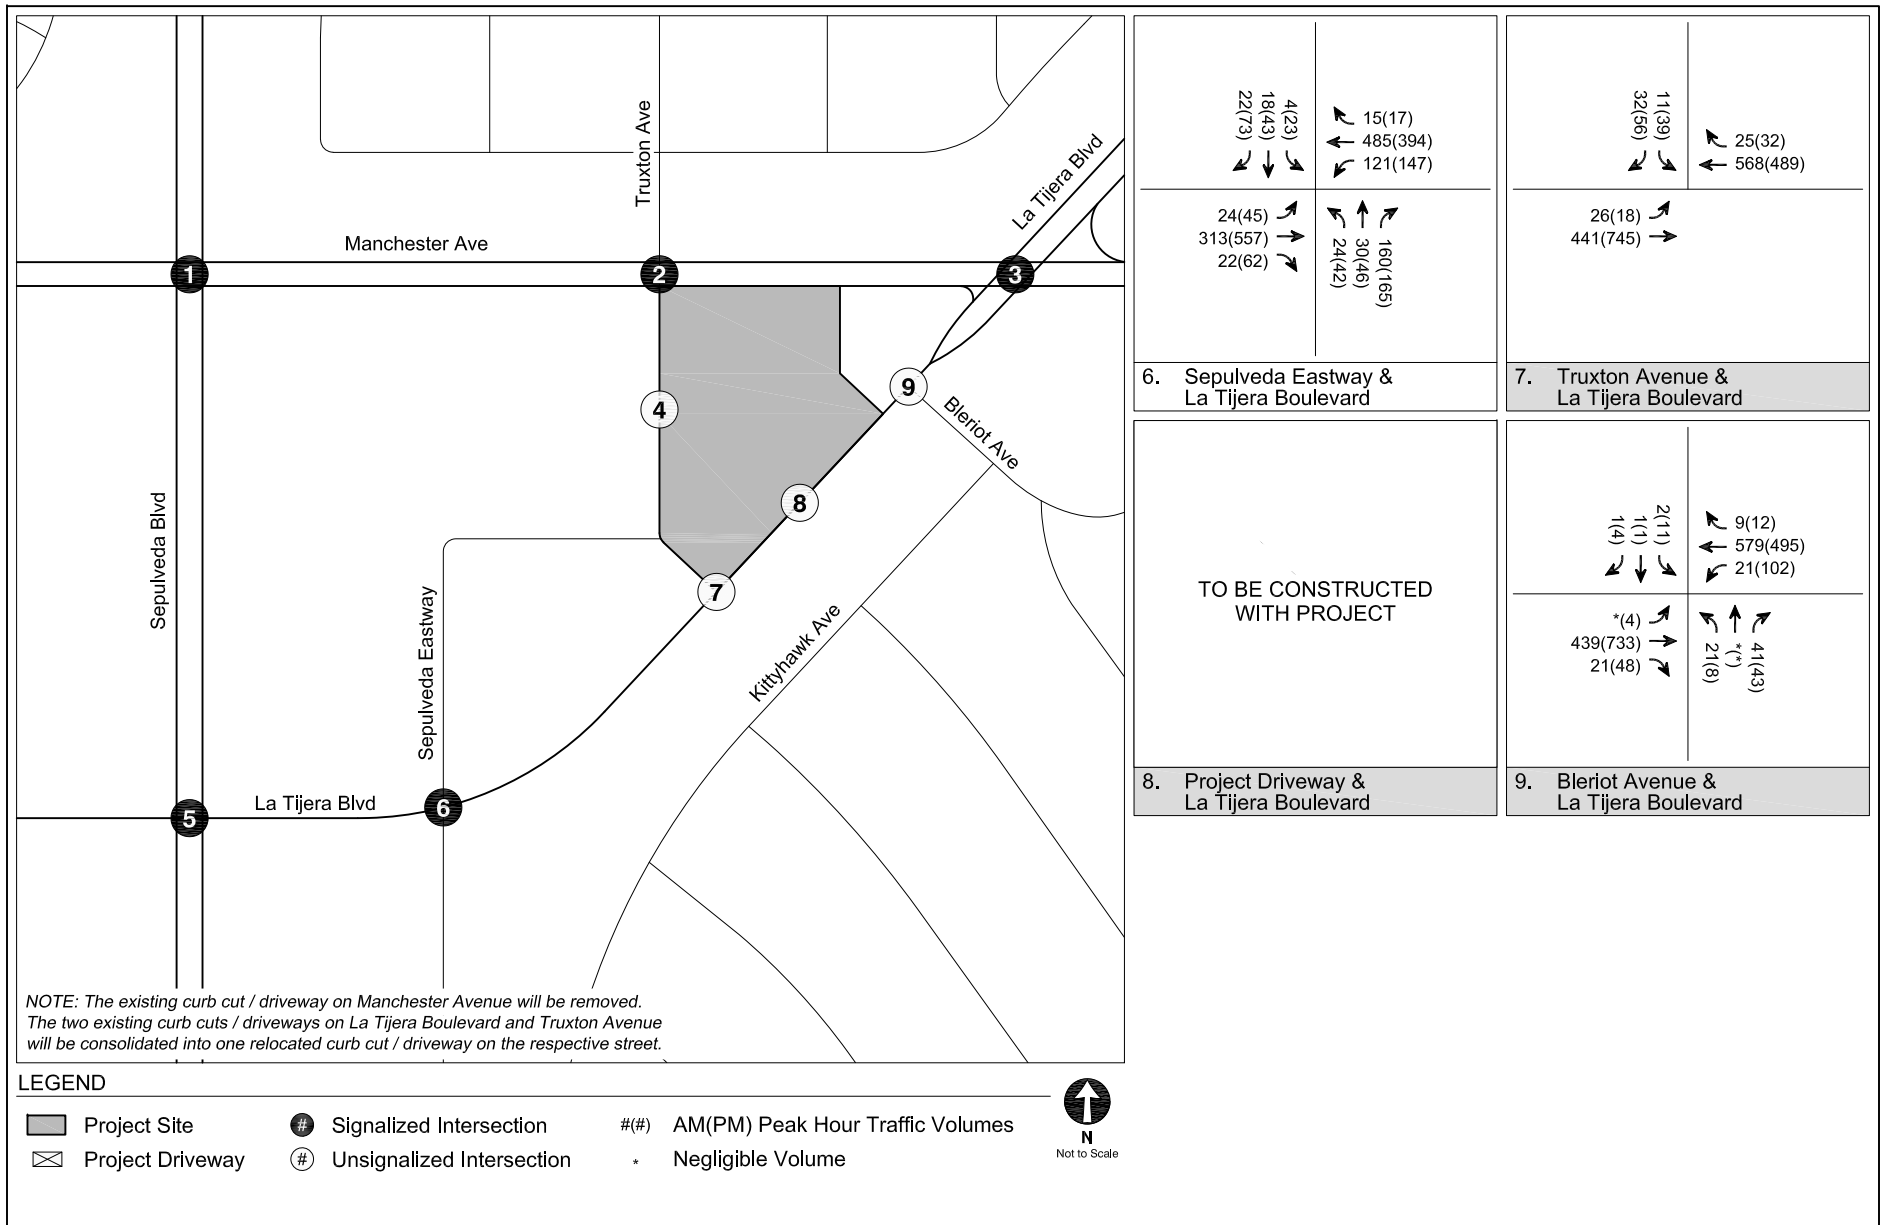 Truxton Ave
La Tijera Blvd
Manchester Ave
1
2
3
4
9
Bleriot Ave
8
Sepulveda Blvd
7
Sepulveda Eastway
Kittyhawk Ave
La Tijera Blvd
5
6
NOTE: The existing curb cut / driveway on Manchester Avenue will be removed.
The two existing curb cuts / driveways on La Tijera Boulevard and Truxton Avenue
will be consolidated into one relocated curb cut / driveway on the respective street.
22(73)
18(43)
4(23)
15(17)
485(394)
121(147)
24(45)
313(557)
22(62)
24(42)
30(46)
160(165)
6. Sepulveda Eastway &
La Tijera Boulevard
32(56)
11(39)
25(32)
568(489)
26(18)
441(745)
7. Truxton Avenue &
La Tijera Boulevard
TO BE CONSTRUCTED
WITH PROJECT
8. Project Driveway &
La Tijera Boulevard
1(4)
1(1)
2(11)
9(12)
579(495)
21(102)
*(4)
439(733)
21(48)
21(8)
*(*)
41(43)
9. Bleriot Avenue &
La Tijera Boulevard
LEGEND
Project Site
# Signalized Intersection
#(#) AM(PM) Peak Hour Traffic Volumes
Project Driveway
# Unsignalized Intersection
* Negligible Volume
N
Not to Scale